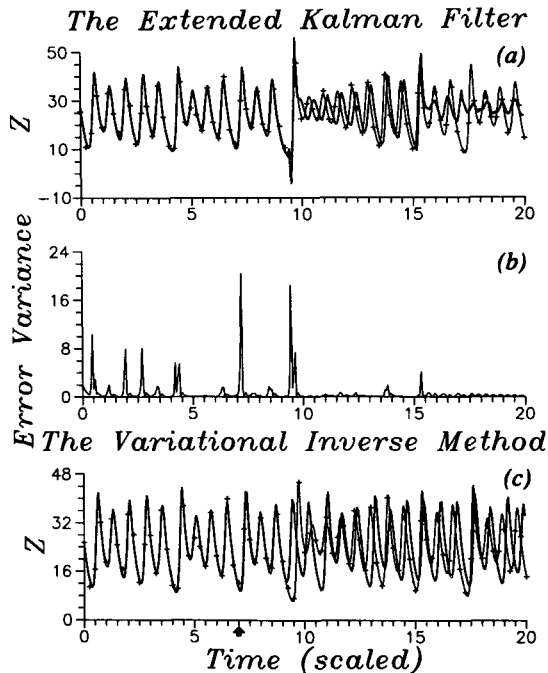 The Extended Kalman Filter
(a)
50
30
10
-10
Z
0 5 10 15 20
(b)
24
16
8
0
Error Variance
0 5 10 15 20
The Variational Inverse Method
(c)
48
32
16
0
Z
0 5 10 15 20
Time (scaled)